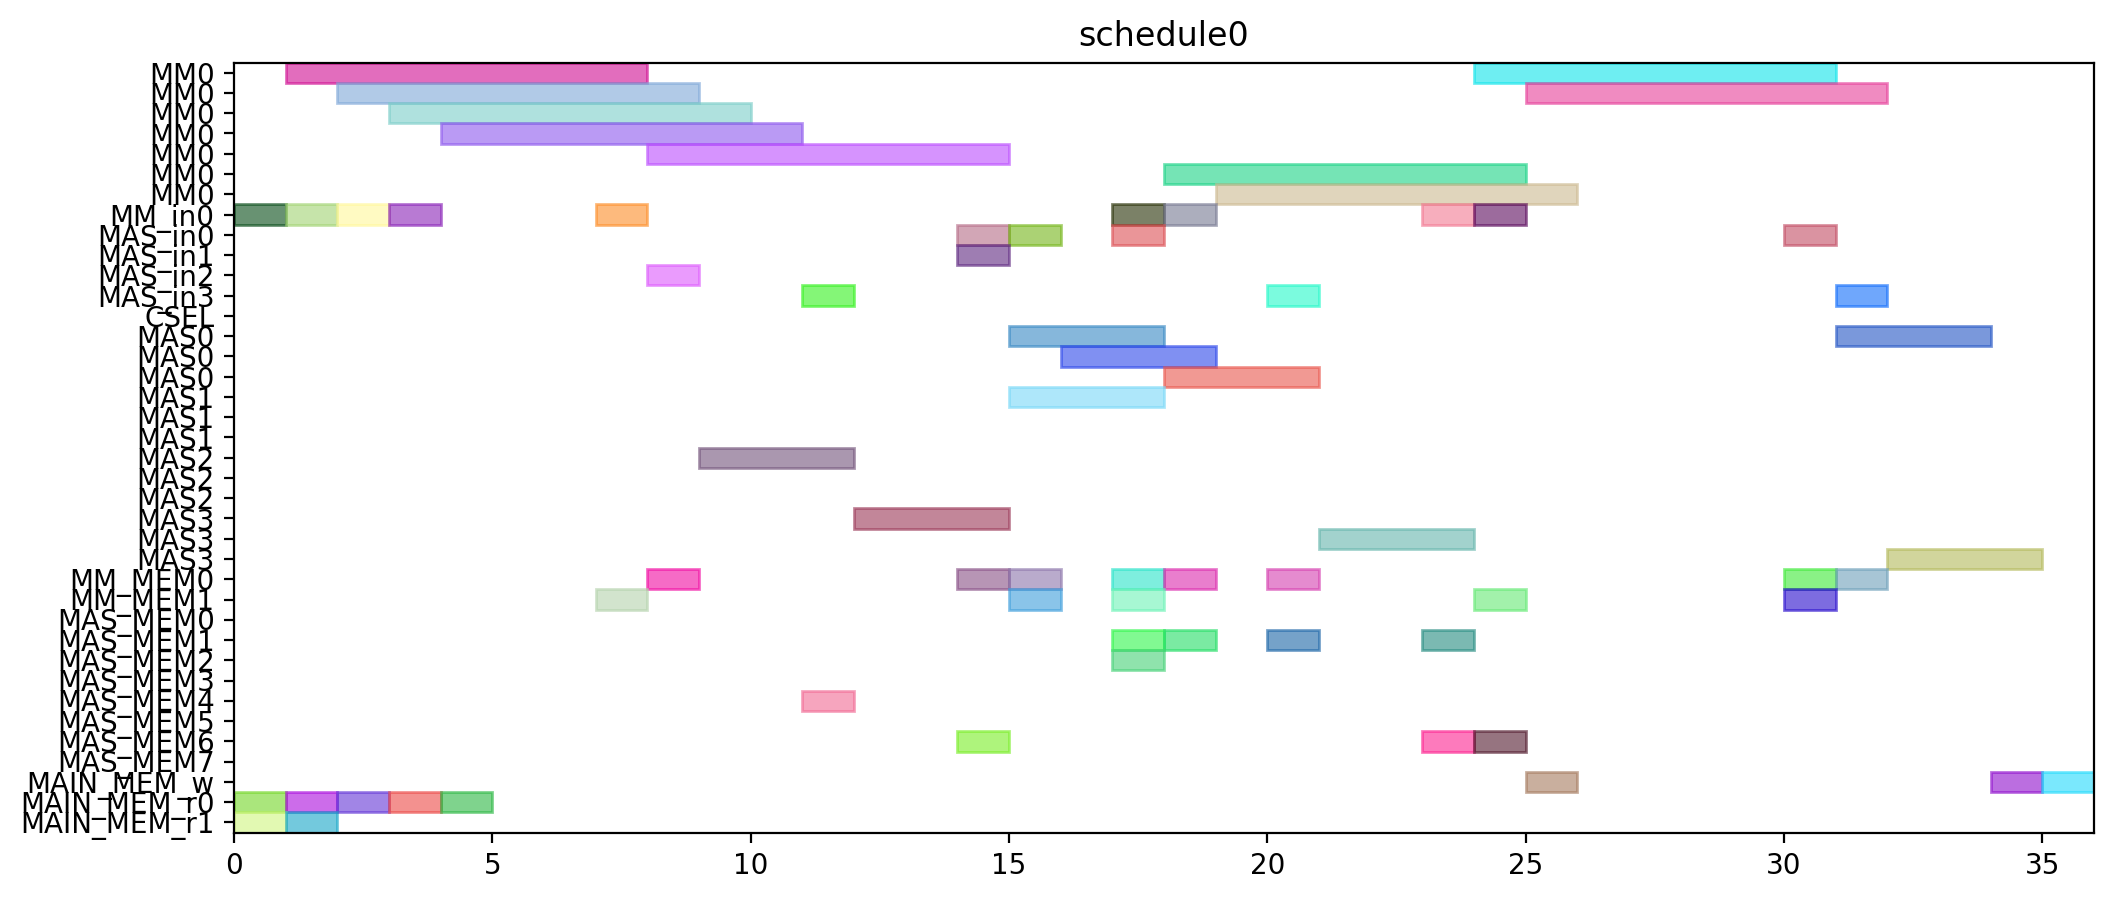 schedule0
MM0
MM0
MM0
MM0
MM0
MM0
MM0
MM_in0
MAS_in0
MAS_in1
MAS_in2
MAS_in3
CSEL
MAS0
MAS0
MAS0
MAS1
MAS1
MAS1
MAS2
MAS2
MAS2
MAS3
MAS3
MAS3
MM_MEM0
MM_MEM1
MAS_MEM0
MAS_MEM1
MAS_MEM2
MAS_MEM3
MAS_MEM4
MAS_MEM5
MAS_MEM6
MAS_MEM7
MAIN_MEM_w
MAIN_MEM_r0
MAIN_MEM_r1
0 5 10 15 20 25 30 35